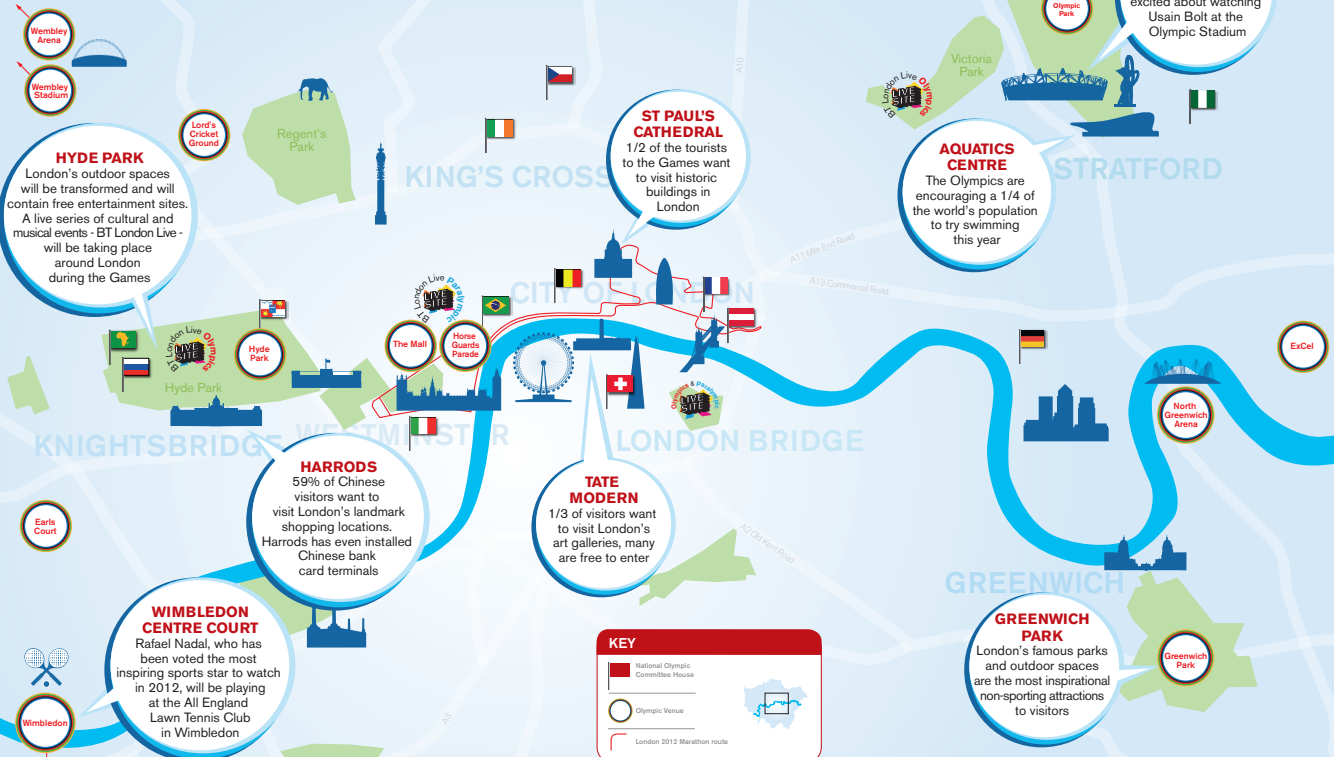 excited about watching
Usain Bolt at the
Olympic Stadium
Olympic
Park
Wembley
Arena
Wembley
Stadium
Lord's
Cricket
Ground
Regent's
Park
A10
Victoria
Park
BT London Live Olympics
LIVE
SITE
HYDE PARK
London's outdoor spaces
will be transformed and will
contain free entertainment sites.
A live series of cultural and
musical events - BT London Live -
will be taking place
around London
during the Games
KING'S CROSS
ST PAUL'S
CATHEDRAL
1/2 of the tourists
to the Games want
to visit historic
buildings in
London
AQUATICS
CENTRE
The Olympics are
encouraging a 1/4 of
the world's population
to try swimming
this year
STRATFORD
A11 Mile End Road
A13 Commercial Road
CITY OF LONDON
BT London Live Paralympic
LIVE
SITE
The Mall
Horse
Guards
Parade
BT London Live Olympics
LIVE
SITE
Hyde
Park
Hyde Park
ExCel
North
Greenwich
Arena
Olympics & Paralympic
LIVE
SITE
KNIGHTSBRIDGE
WESTMINSTER
LONDON BRIDGE
HARRODS
59% of Chinese
visitors want to
visit London's landmark
shopping locations.
Harrods has even installed
Chinese bank
card terminals
TATE
MODERN
1/3 of visitors want
to visit London's
art galleries, many
are free to enter
Earls
Court
A2 Old Kent Road
GREENWICH
WIMBLEDON
CENTRE COURT
Rafael Nadal, who has
been voted the most
inspiring sports star to watch
in 2012, will be playing
at the All England
Lawn Tennis Club
in Wimbledon
Wimbledon
A3
KEY
National Olympic
Committee House
Olympic Venue
London 2012 Marathon route
GREENWICH
PARK
London's famous parks
and outdoor spaces
are the most inspirational
non-sporting attractions
to visitors
Greenwich
Park